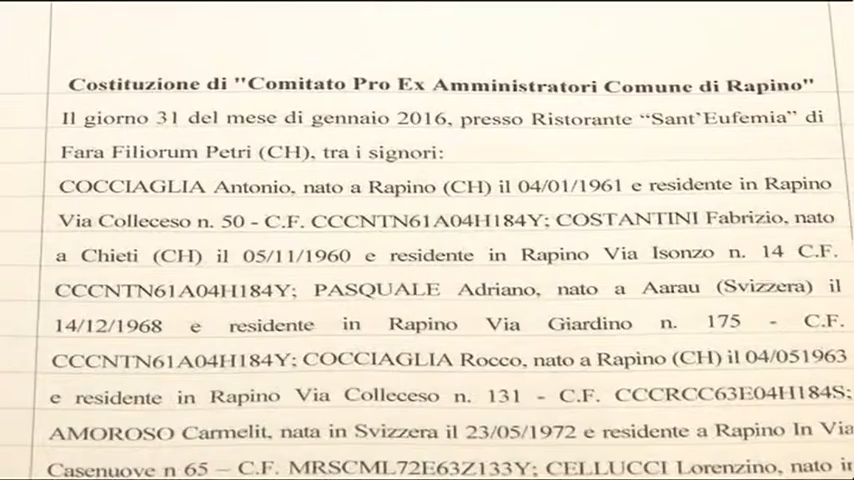 Costituzione di "Comitato Pro Ex Amministratori Comune di Rapino"
Il giorno 31 del mese di gennaio 2016, presso Ristorante “Sant’Eufemia” di
Fara Filiorum Petri (CH), tra i signori:
COCCIAGLIA Antonio, nato a Rapino (CH) il 04/01/1961 e residente in Rapino
Via Colleceso n. 50 - C.F. CCCNTN61A04H184Y; COSTANTINI Fabrizio, nato
a Chieti (CH) il 05/11/1960 e residente in Rapino Via Isonzo n. 14 C.F.
CCCNTN61A04H184Y; PASQUALE Adriano, nato a Aarau (Svizzera) il
14/12/1968 e residente in Rapino Via Giardino n. 175 - C.F.
CCCNTN61A04H184Y; COCCIAGLIA Rocco, nato a Rapino (CH) il 04/051963
e residente in Rapino Via Colleceso n. 131 - C.F. CCCRCC63E04H184S;
AMOROSO Carmelit, nata in Svizzera il 23/05/1972 e residente a Rapino In Via
Casenuove n 65 – C.F. MRSCML72E63Z133Y; CELLUCCI Lorenzino, nato in